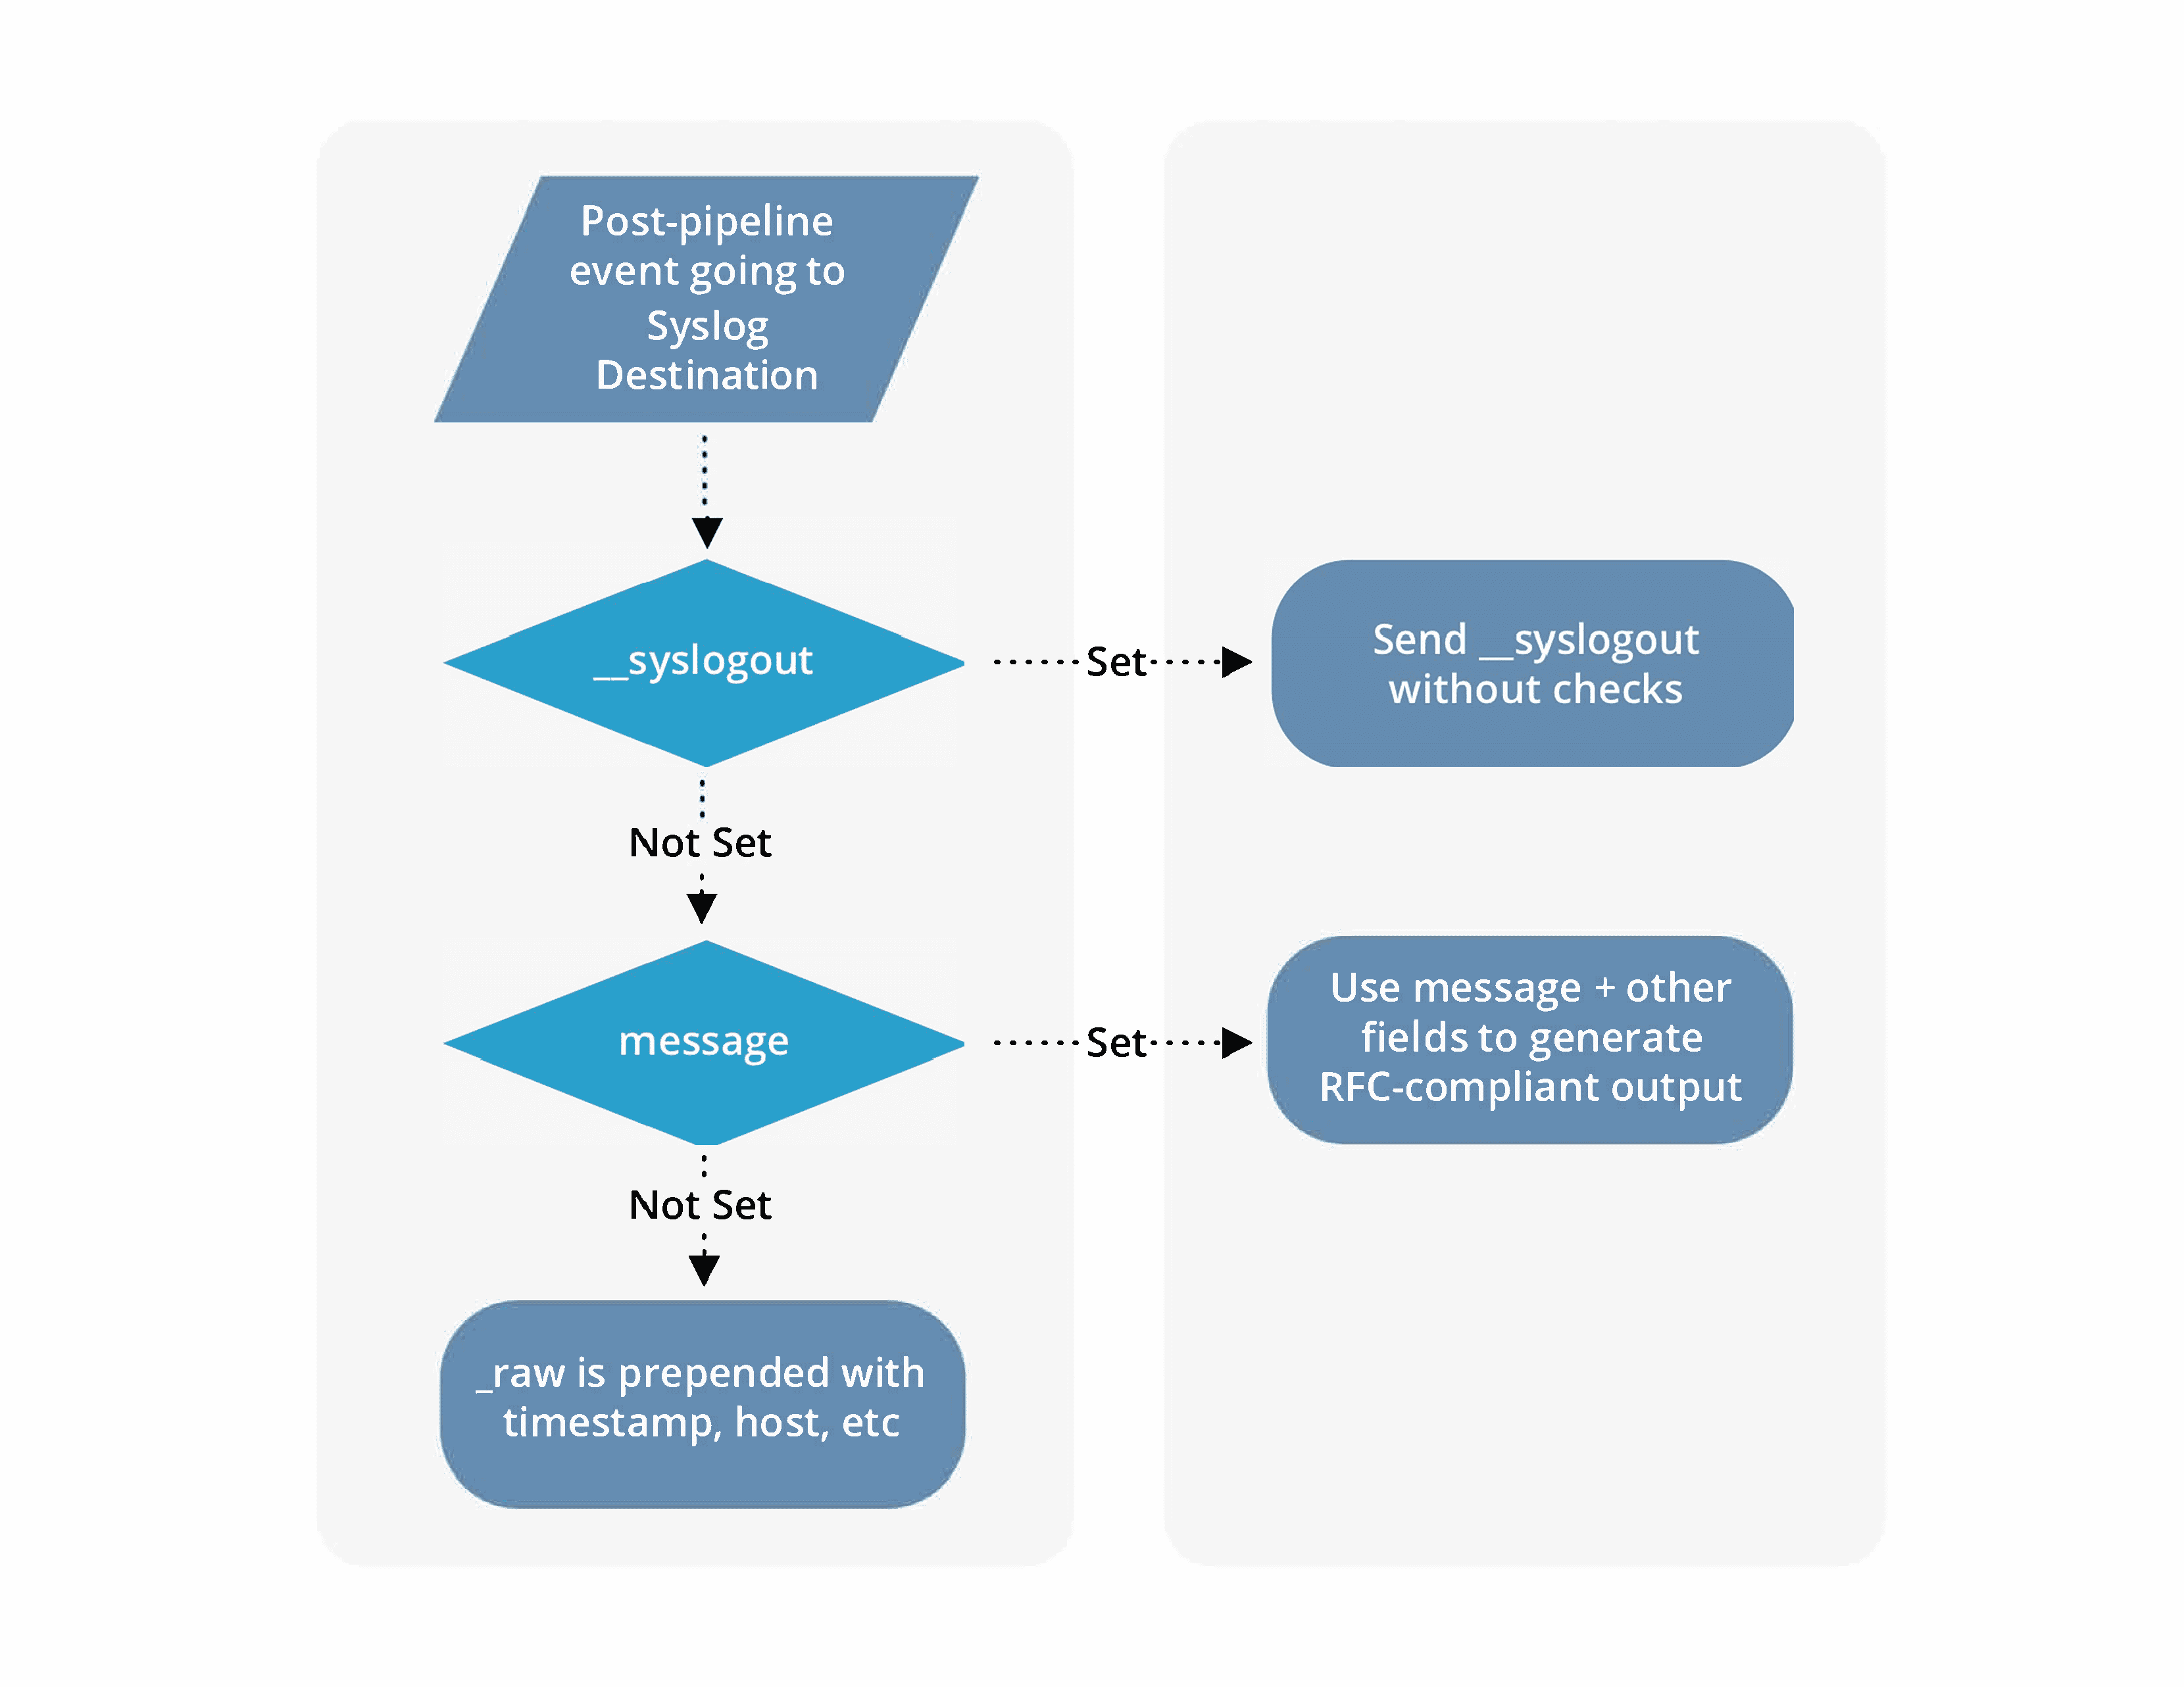 Post-pipeline
event going to
Syslog
Destination
__syslogout
Set
Send __syslogout
without checks
Not Set
message
Set
Use message + other
fields to generate
RFC-compliant output
Not Set
_raw is prepended with
timestamp, host, etc